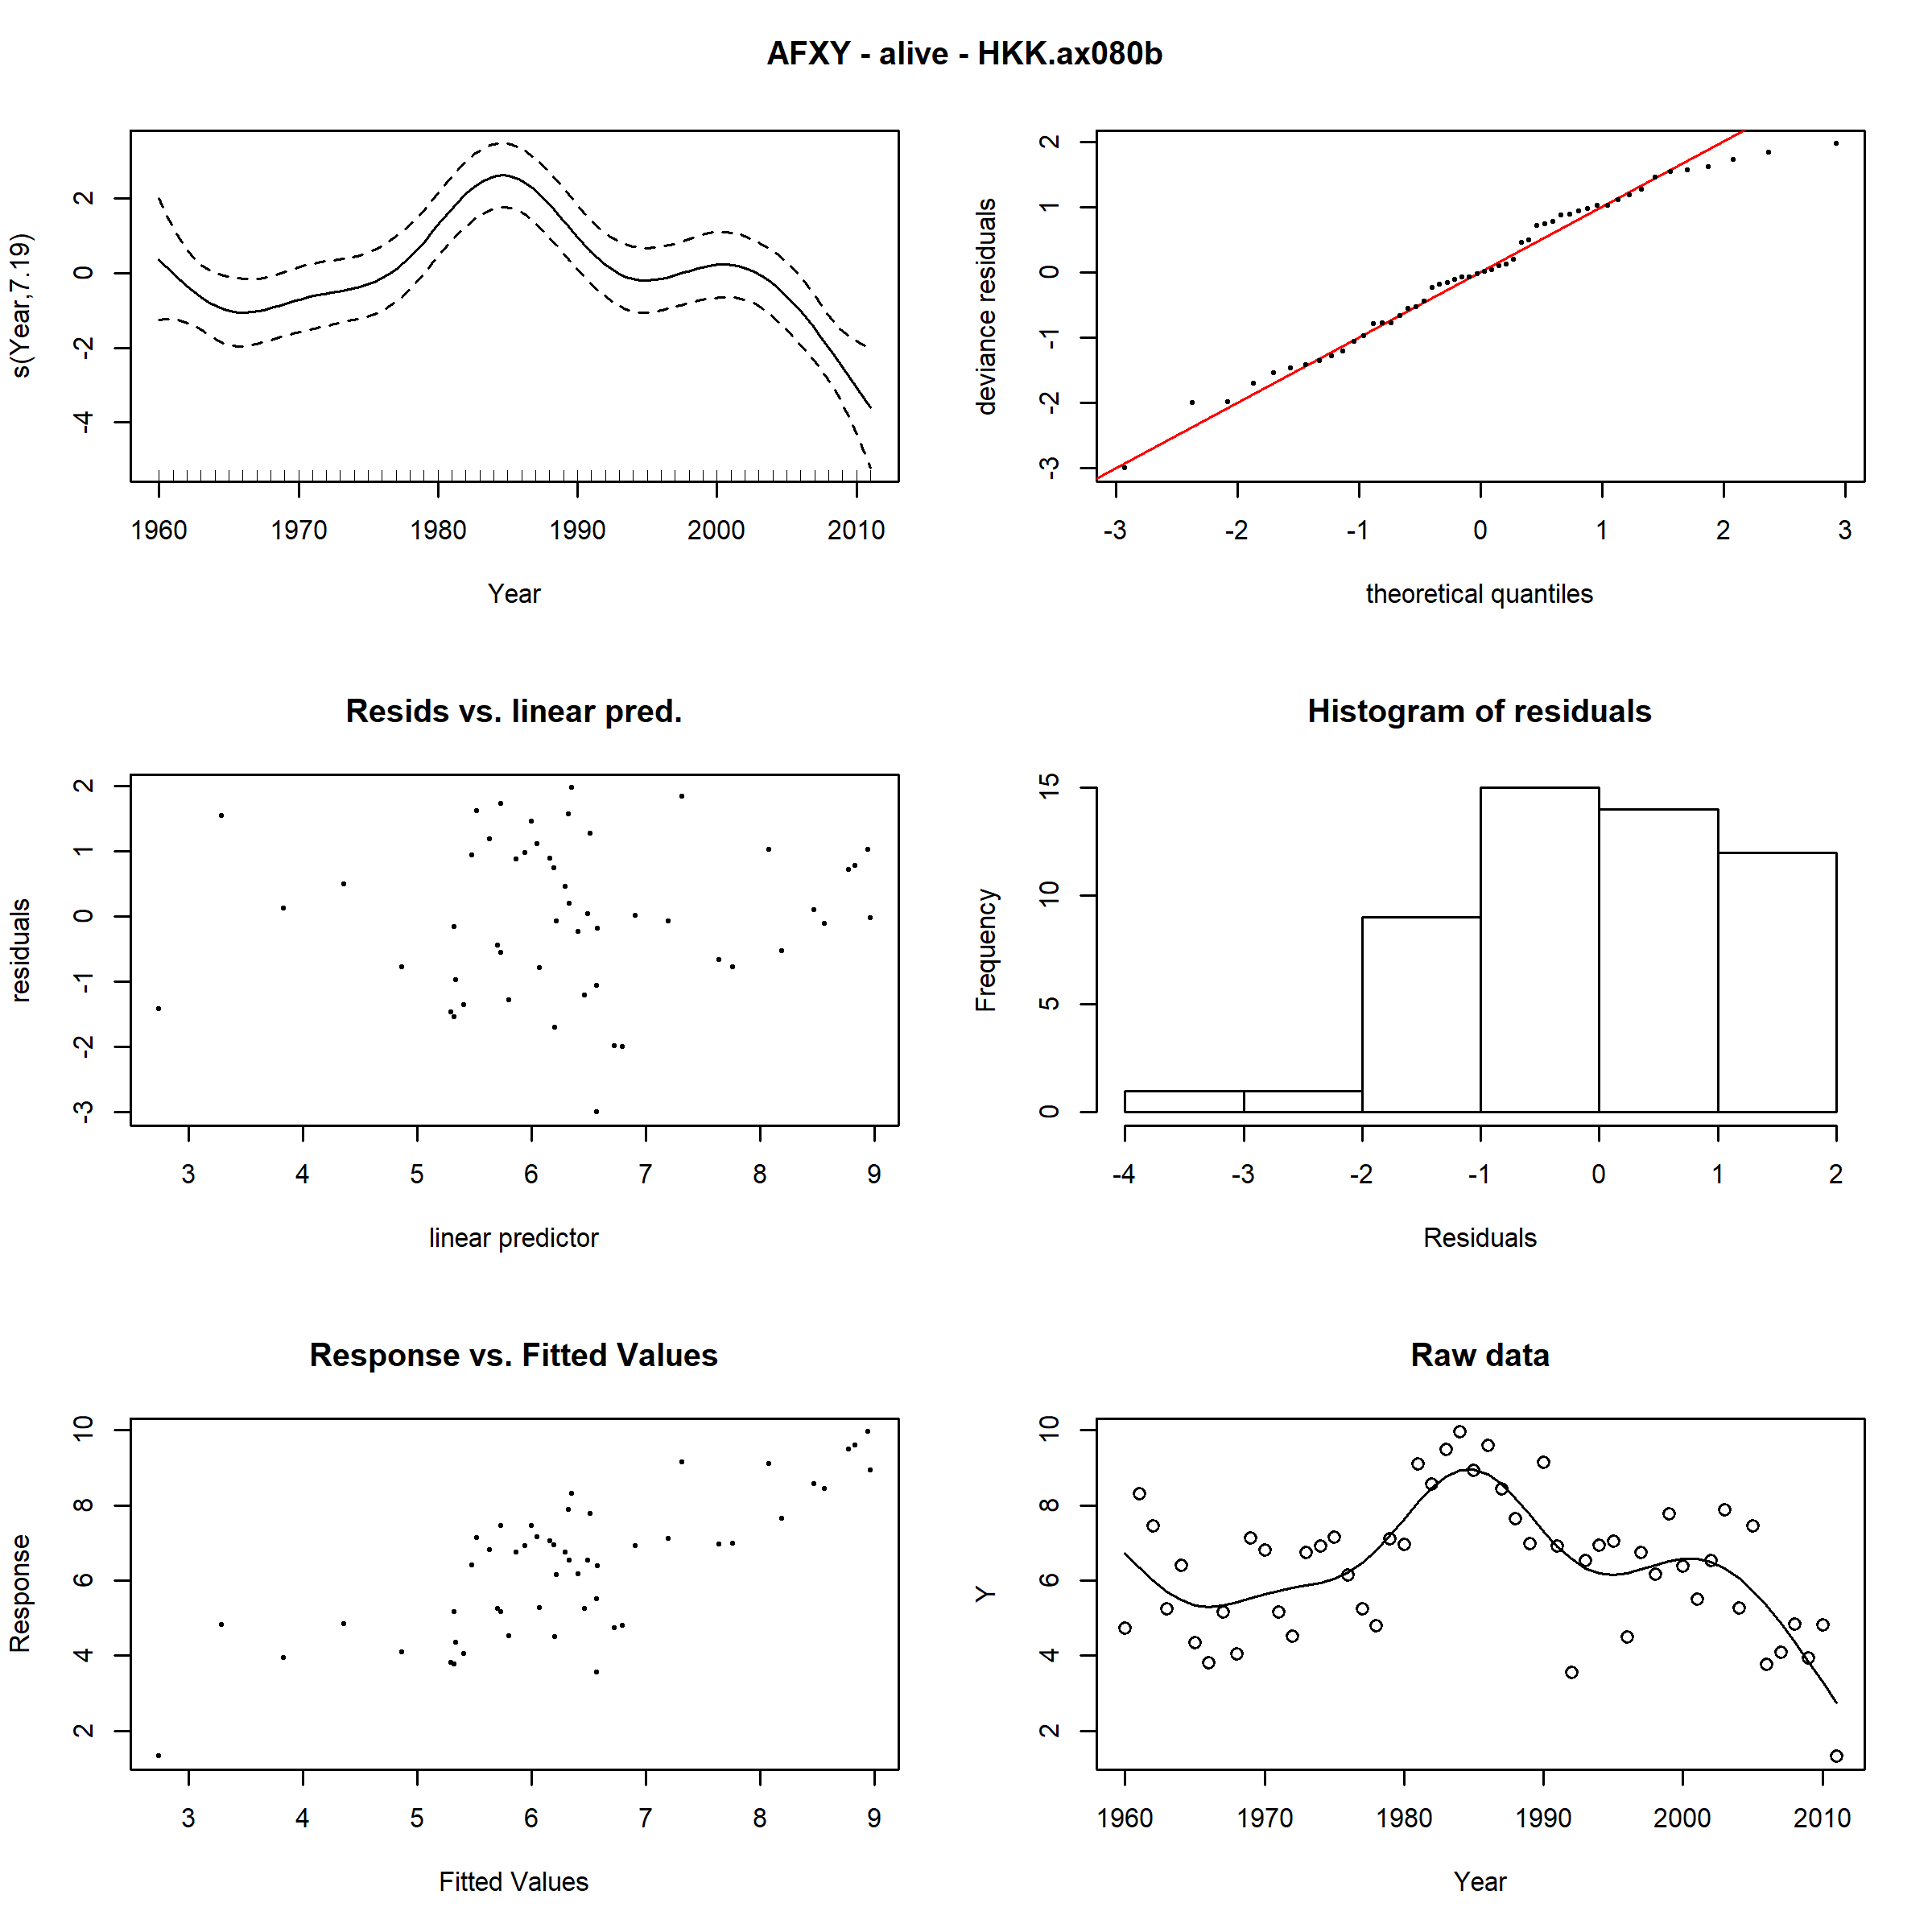 AFXY - alive - HKK.ax080b
s(Year,7.19)
2
0
-2
-4
1960 1970 1980 1990 2000 2010
Year
deviance residuals
2
1
0
-1
-2
-3
-3 -2 -1 0 1 2 3
theoretical quantiles
Resids vs. linear pred.
residuals
2
1
0
-1
-2
-3
3 4 5 6 7 8 9
linear predictor
Histogram of residuals
Frequency
15
10
5
0
-4 -3 -2 -1 0 1 2
Residuals
Response vs. Fitted Values
Response
10
8
6
4
2
3 4 5 6 7 8 9
Fitted Values
Raw data
Y
10
8
6
4
2
1960 1970 1980 1990 2000 2010
Year